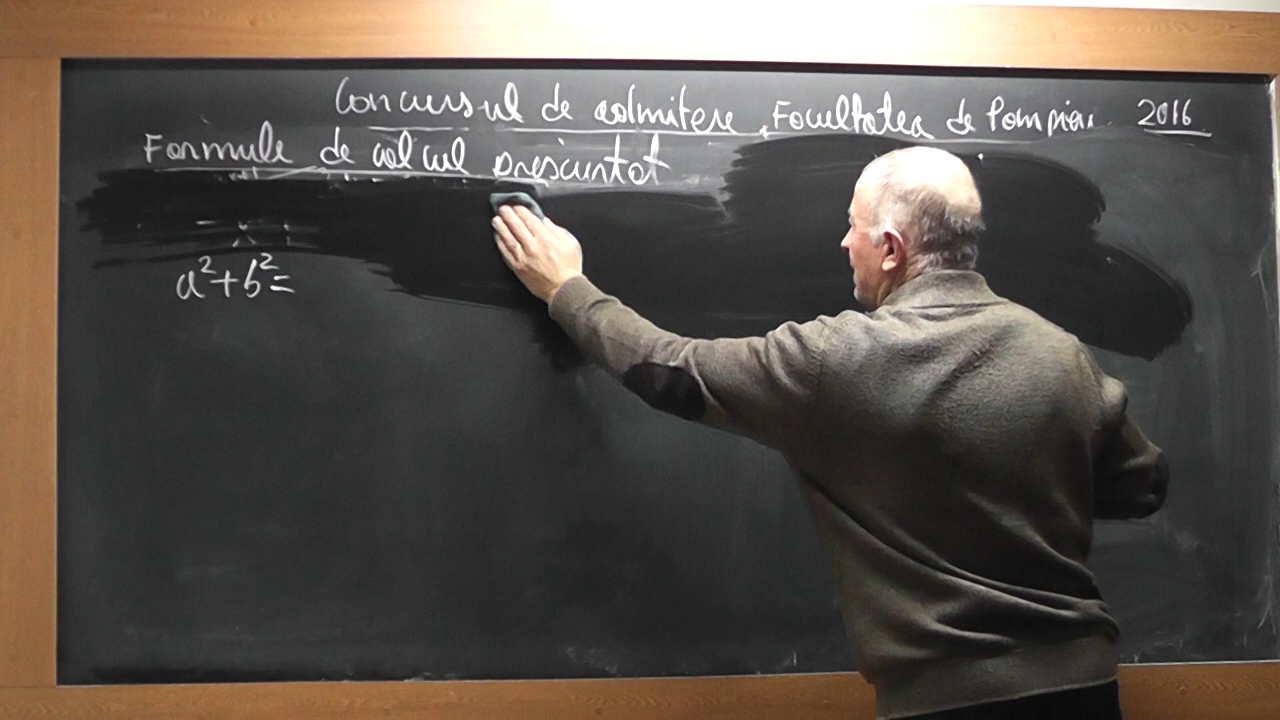 Concursul de admitere, Facultatea de Pompieri 2016
Formule de calcul prescurtat
a²+b²=